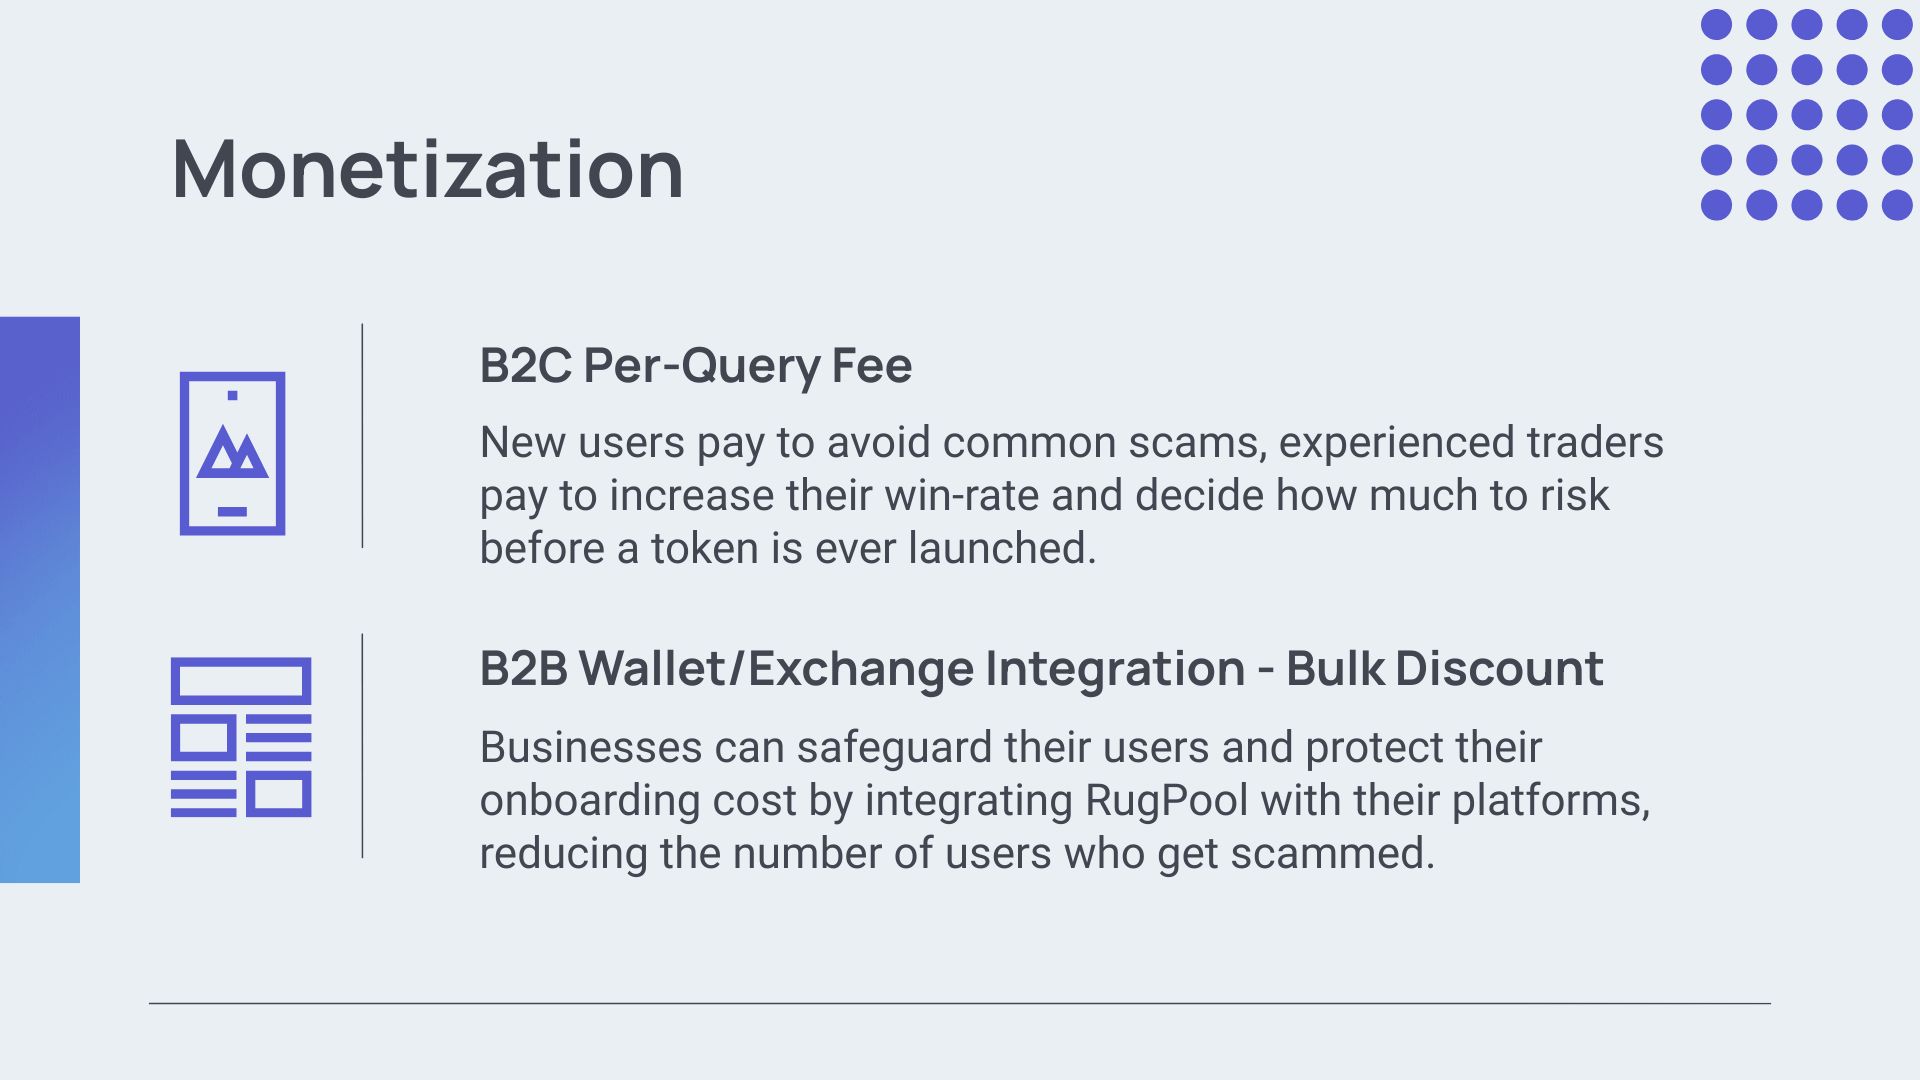 Monetization
B2C Per-Query Fee
New users pay to avoid common scams, experienced traders
pay to increase their win-rate and decide how much to risk
before a token is ever launched.
B2B Wallet/Exchange Integration - Bulk Discount
Businesses can safeguard their users and protect their
onboarding cost by integrating RugPool with their platforms,
reducing the number of users who get scammed.